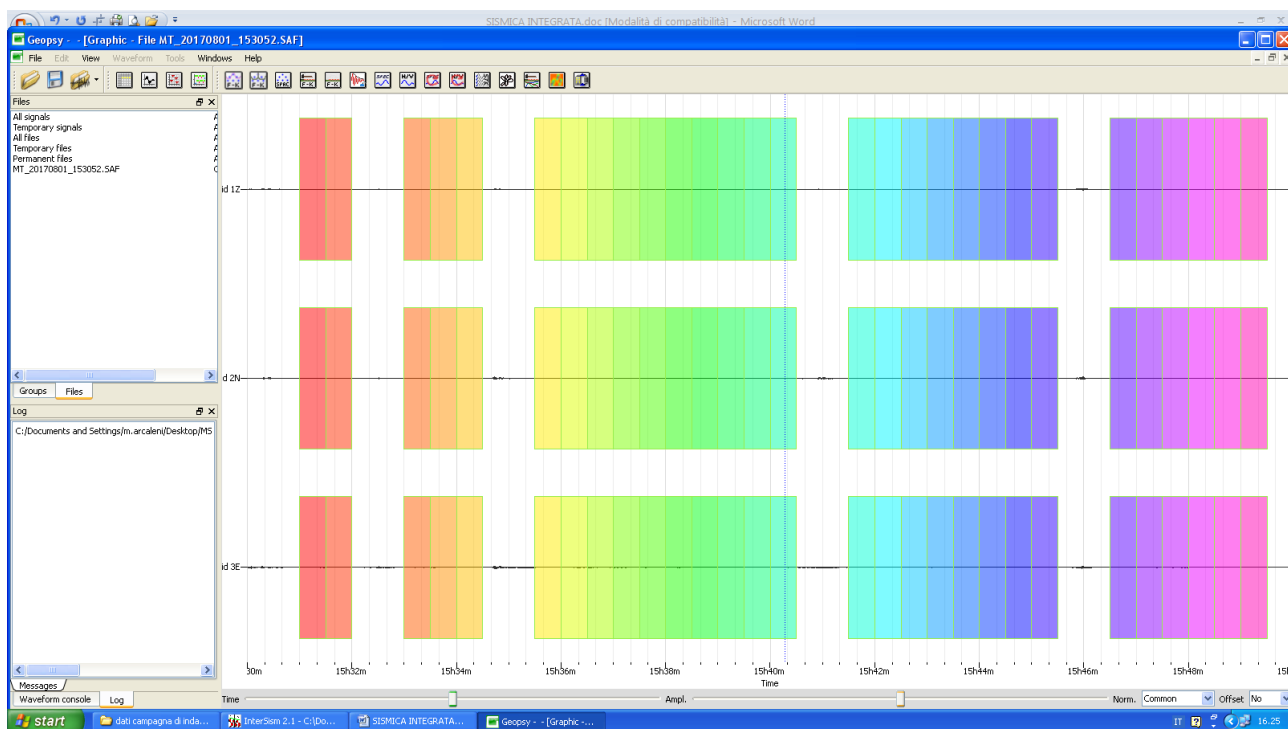 SISMICA INTEGRATA.doc [Modalità di compatibilità] - Microsoft Word
Geopsy - - [Graphic - File MT_20170801_153052.SAF]
File Edit View Waveform Tools Windows Help
Files
All signals
Temporary signals
All files
Temporary files
Permanent files
MT_20170801_153052.SAF
Groups Files
Log
C:/Documents and Settings/m.arcaleni/Desktop/MS
Messages
Waveform console Log
id 1Z
d 2N
id 3E
30m 15h32m 15h34m 15h36m 15h38m 15h40m 15h42m 15h44m 15h46m 15h48m
Time
Time Ampl. Norm. Common Offset No
start dati campagna di inda... InterSism 2.1 - C:\Do... SISMICA INTEGRATA... Geopsy - - [Graphic -... IT 16.25